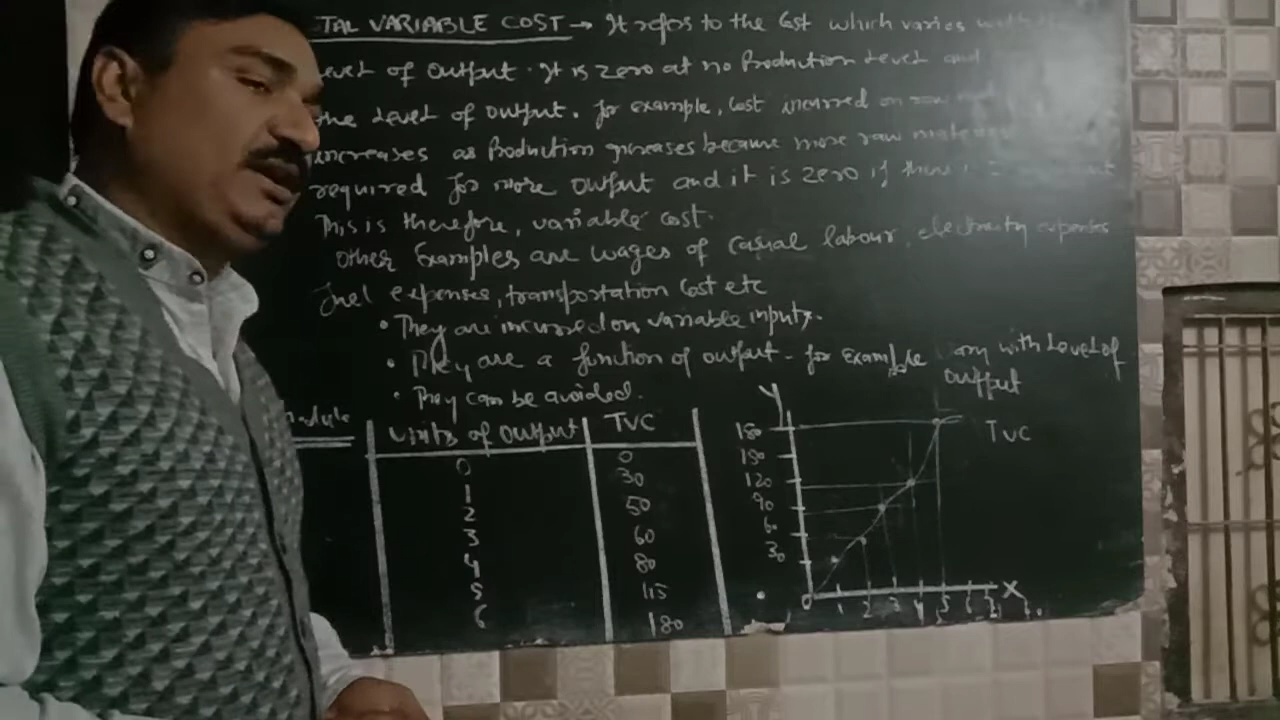 TAL VARIABLE COST → It refers to the Cost which varies with
Level of output. It is zero at no Production Level and
the Level of output. for example, Cost incurred on raw
increases as Production increases because more raw mate
required for more output and it is zero if there i
This is therefore, variable cost.
other Examples are wages of casual labour, electricity expenses
fuel expenses, transportation Cost etc
• They are incurred on variable inputs.
• They are a function of output - for Example vary with Level of
output
• They can be avoided.
Units of output TVC
0 0
1 30
2 50
3 60
4 80
5 115
6 180
Y
180
150
120
90
60
30
TVC
0 1 2 3 4 5 6 X